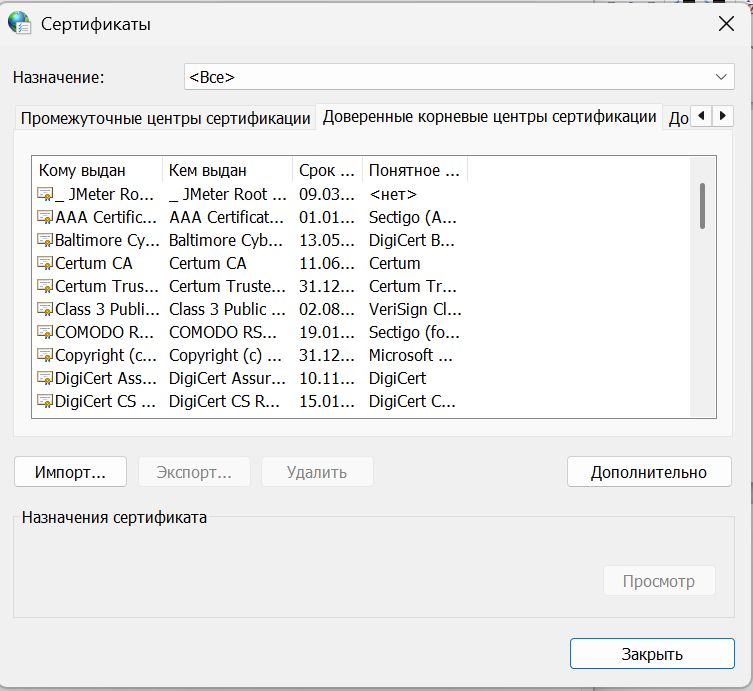 Сертификаты
Назначение: <Все>
Промежуточные центры сертификации Доверенные корневые центры сертификации До
Кому выдан Кем выдан Срок ... Понятное ...
_ JMeter Ro... _ JMeter Root ... 09.03... <нет>
AAA Certific... AAA Certificat... 01.01... Sectigo (A...
Baltimore Cy... Baltimore Cyb... 13.05... DigiCert B...
Certum CA Certum CA 11.06... Certum
Certum Trus... Certum Truste... 31.12... Certum Tr...
Class 3 Publi... Class 3 Public ... 02.08... VeriSign Cl...
COMODO R... COMODO RS... 19.01... Sectigo (fo...
Copyright (c... Copyright (c) ... 31.12... Microsoft ...
DigiCert Ass... DigiCert Assur... 10.11... DigiCert
DigiCert CS ... DigiCert CS R... 15.01... DigiCert C...
Импорт... Экспорт... Удалить Дополнительно
Назначения сертификата
Просмотр
Закрыть